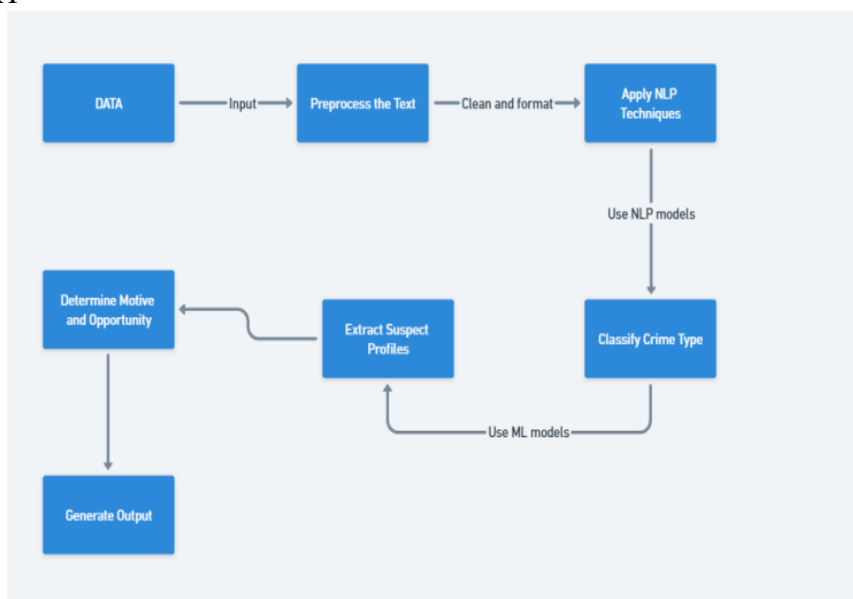 DATA
Input
Preprocess the Text
Clean and format
Apply NLP
Techniques
Use NLP models
Classify Crime Type
Use ML models
Extract Suspect
Profiles
Determine Motive
and Opportunity
Generate Output